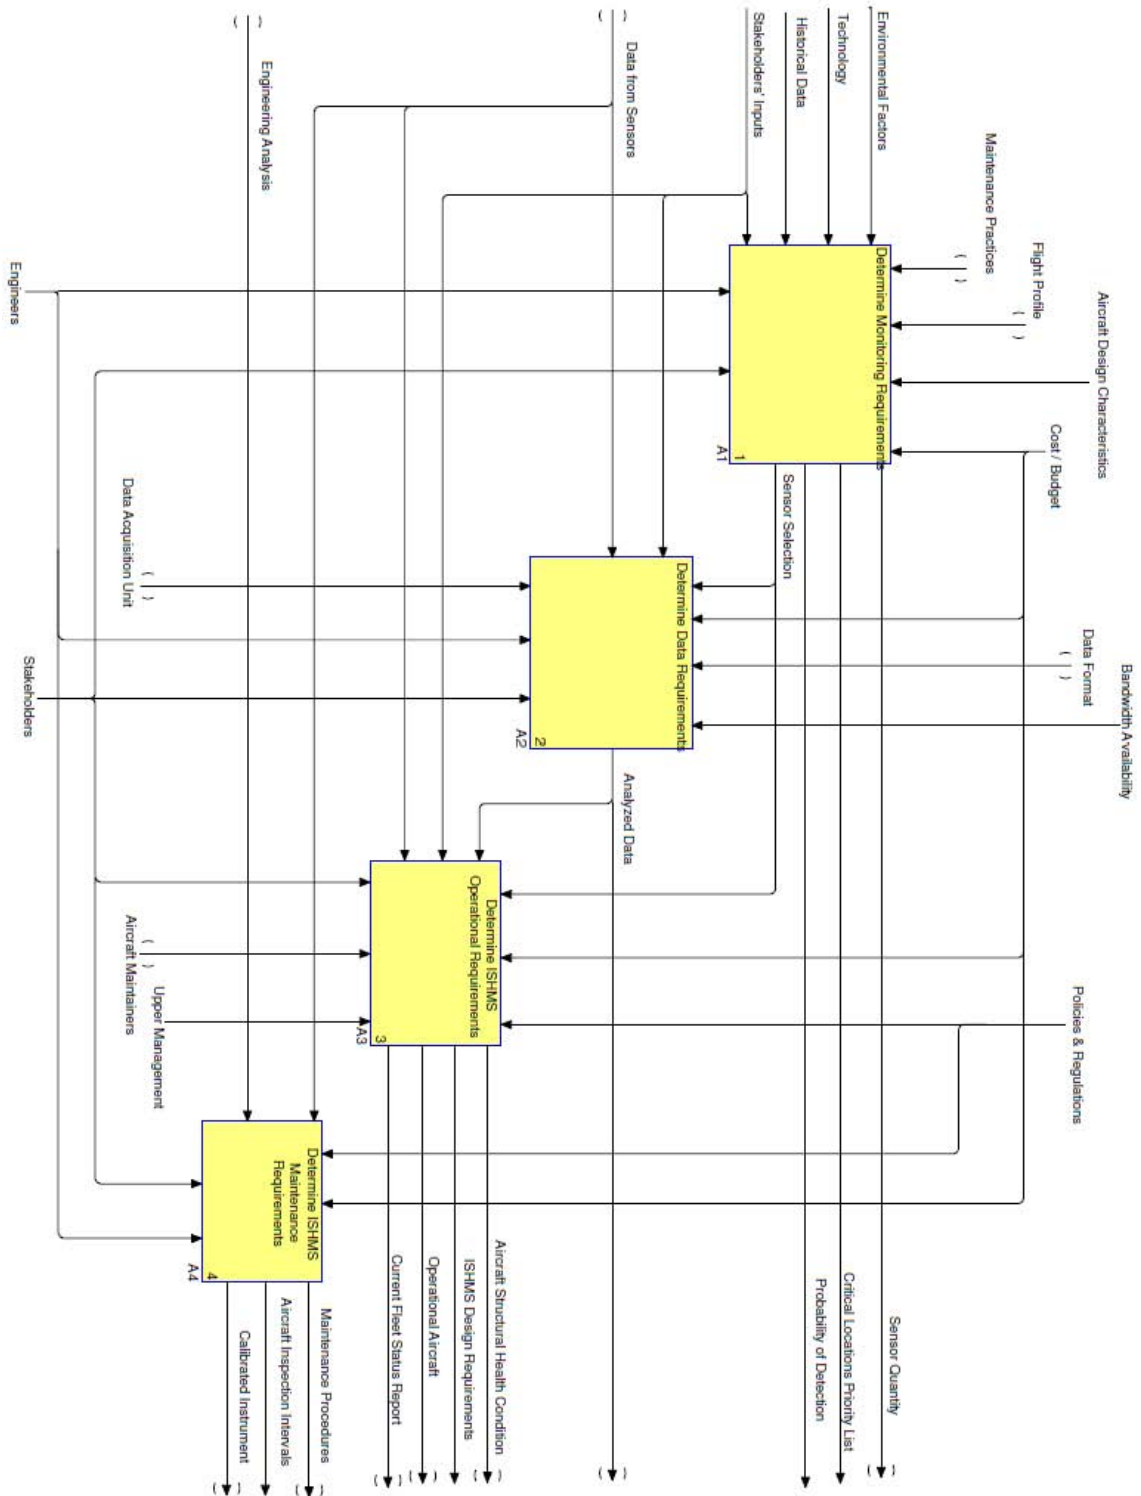 Aircraft Design Characteristics
Bandwidth Availability
Flight Profile
( )
Cost / Budget
Data Format
( )
Policies & Regulations
Maintenance Practices
( )
Environmental Factors
Technology
Historical Data
Stakeholders' Inputs
Determine Monitoring Requirements
1
A1
Sensor Quantity
( )
Critical Locations Priority List
Probability of Detection
Sensor Selection
( )
Data from Sensors
Determine Data Requirements
2
A2
Analyzed Data
( )
Determine ISHMS
Operational Requirements
3
A3
Aircraft Structural Health Condition
( )
ISHMS Design Requirements
Operational Aircraft
( )
Current Fleet Status Report
( )
( )
Engineering Analysis
Determine ISHMS
Maintenance
Requirements
4
A4
Maintenance Procedures
( )
Aircraft Inspection Intervals
Calibrated Instrument
( )
( )
Data Acquisition Unit
( )
Aircraft Maintainers
Upper Management
Engineers
Stakeholders